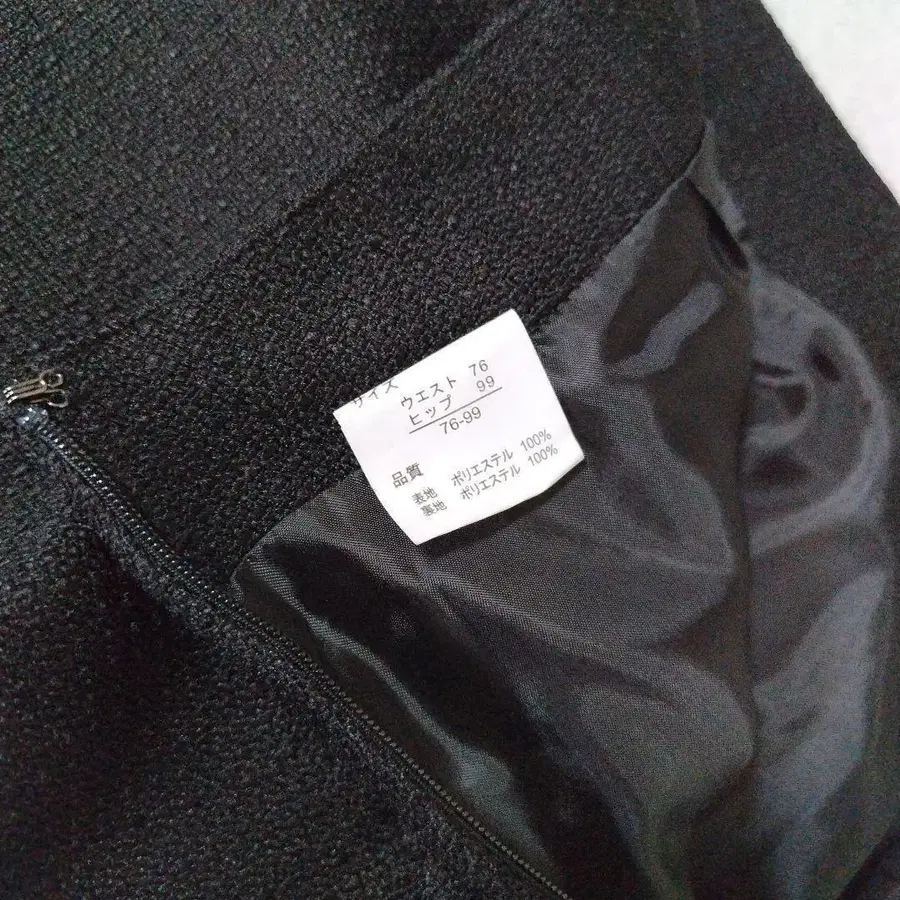 サイズ
ウエスト 76
ヒップ 99
76-99
品質
表地 ポリエステル 100%
裏地 ポリエステル 100%